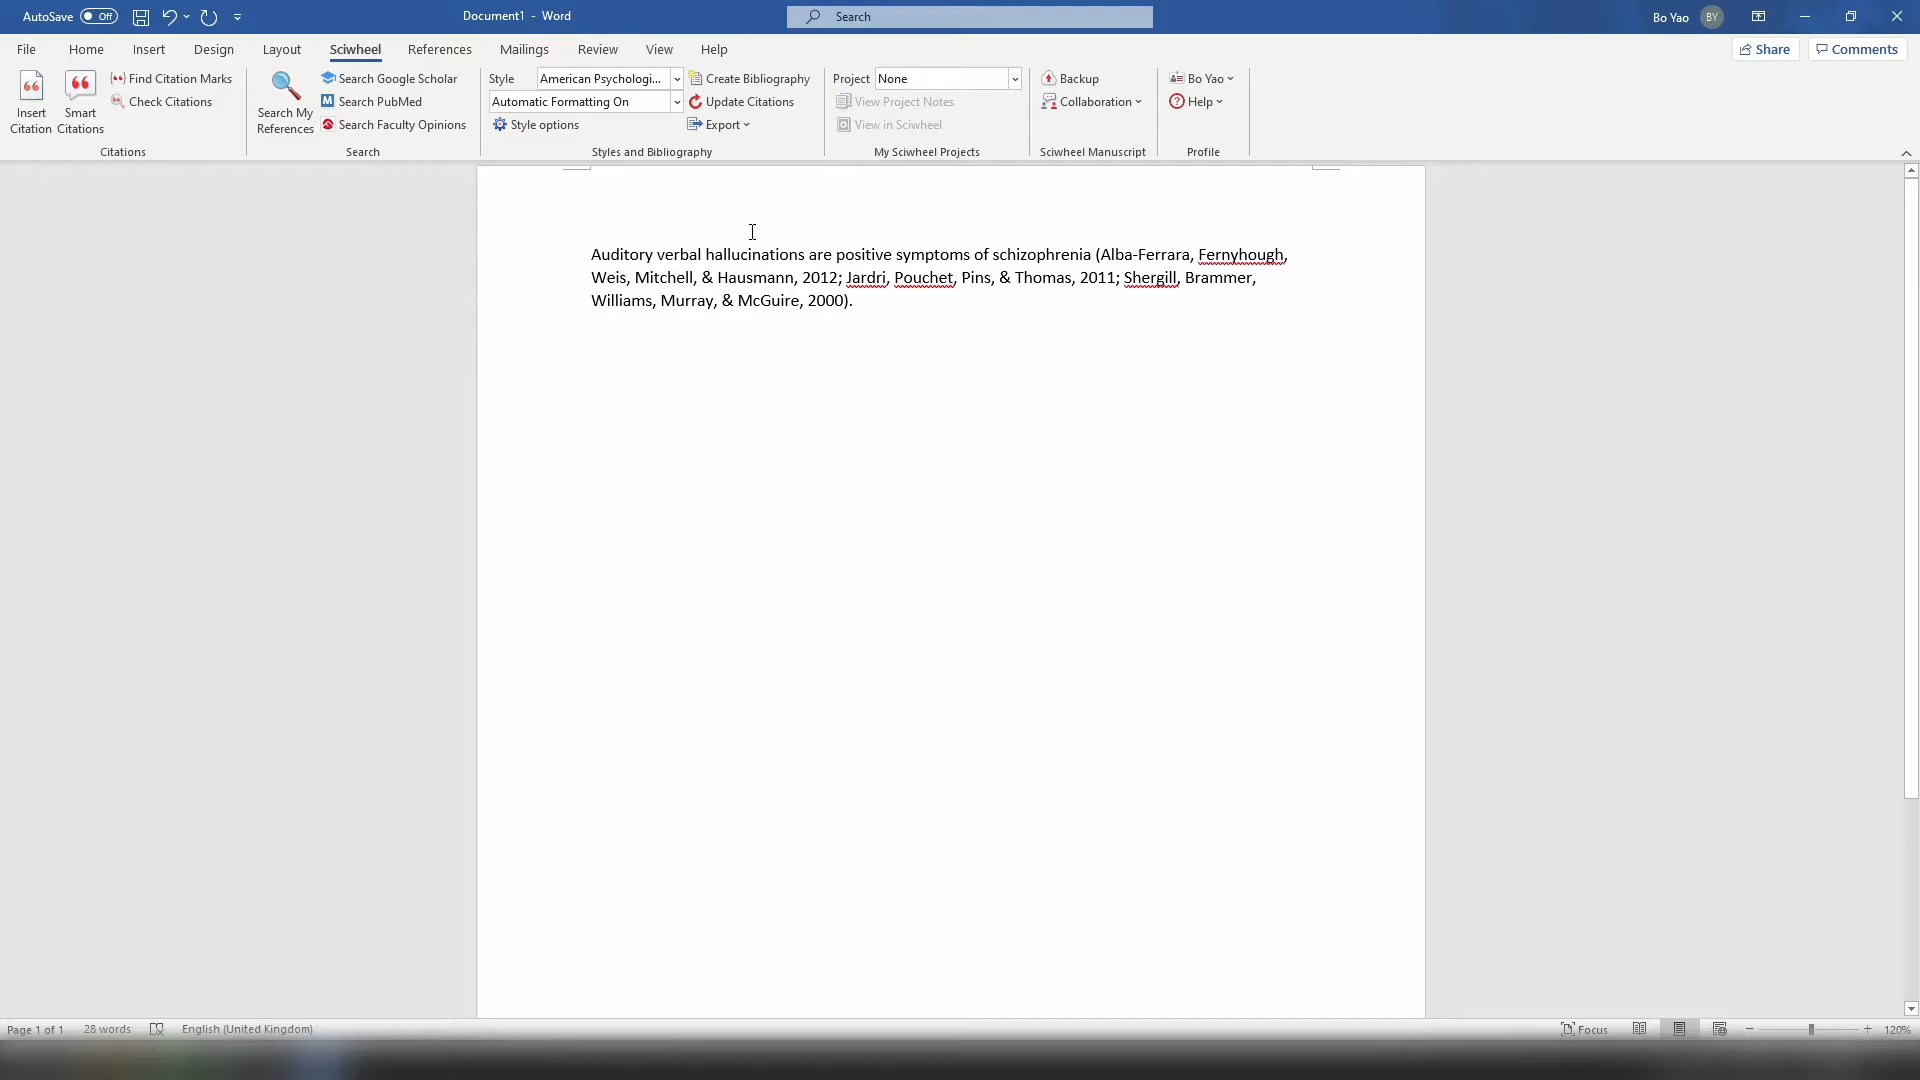 AutoSave Off Document1 - Word Search Bo Yao BY
File Home Insert Design Layout Sciwheel References Mailings Review View Help Share Comments
Insert Citation
Smart Citations
Find Citation Marks
Check Citations
Citations
Search My References
Search Google Scholar
Search PubMed
Search Faculty Opinions
Search
Style American Psychologi...
Automatic Formatting On
Style options
Create Bibliography
Update Citations
Export
Styles and Bibliography
Project None
View Project Notes
View in Sciwheel
My Sciwheel Projects
Backup
Collaboration
Sciwheel Manuscript
Bo Yao
Help
Profile
Auditory verbal hallucinations are positive symptoms of schizophrenia (Alba-Ferrara, Fernyhough,
Weis, Mitchell, & Hausmann, 2012; Jardri, Pouchet, Pins, & Thomas, 2011; Shergill, Brammer,
Williams, Murray, & McGuire, 2000).
Page 1 of 1 28 words English (United Kingdom) Focus 120%